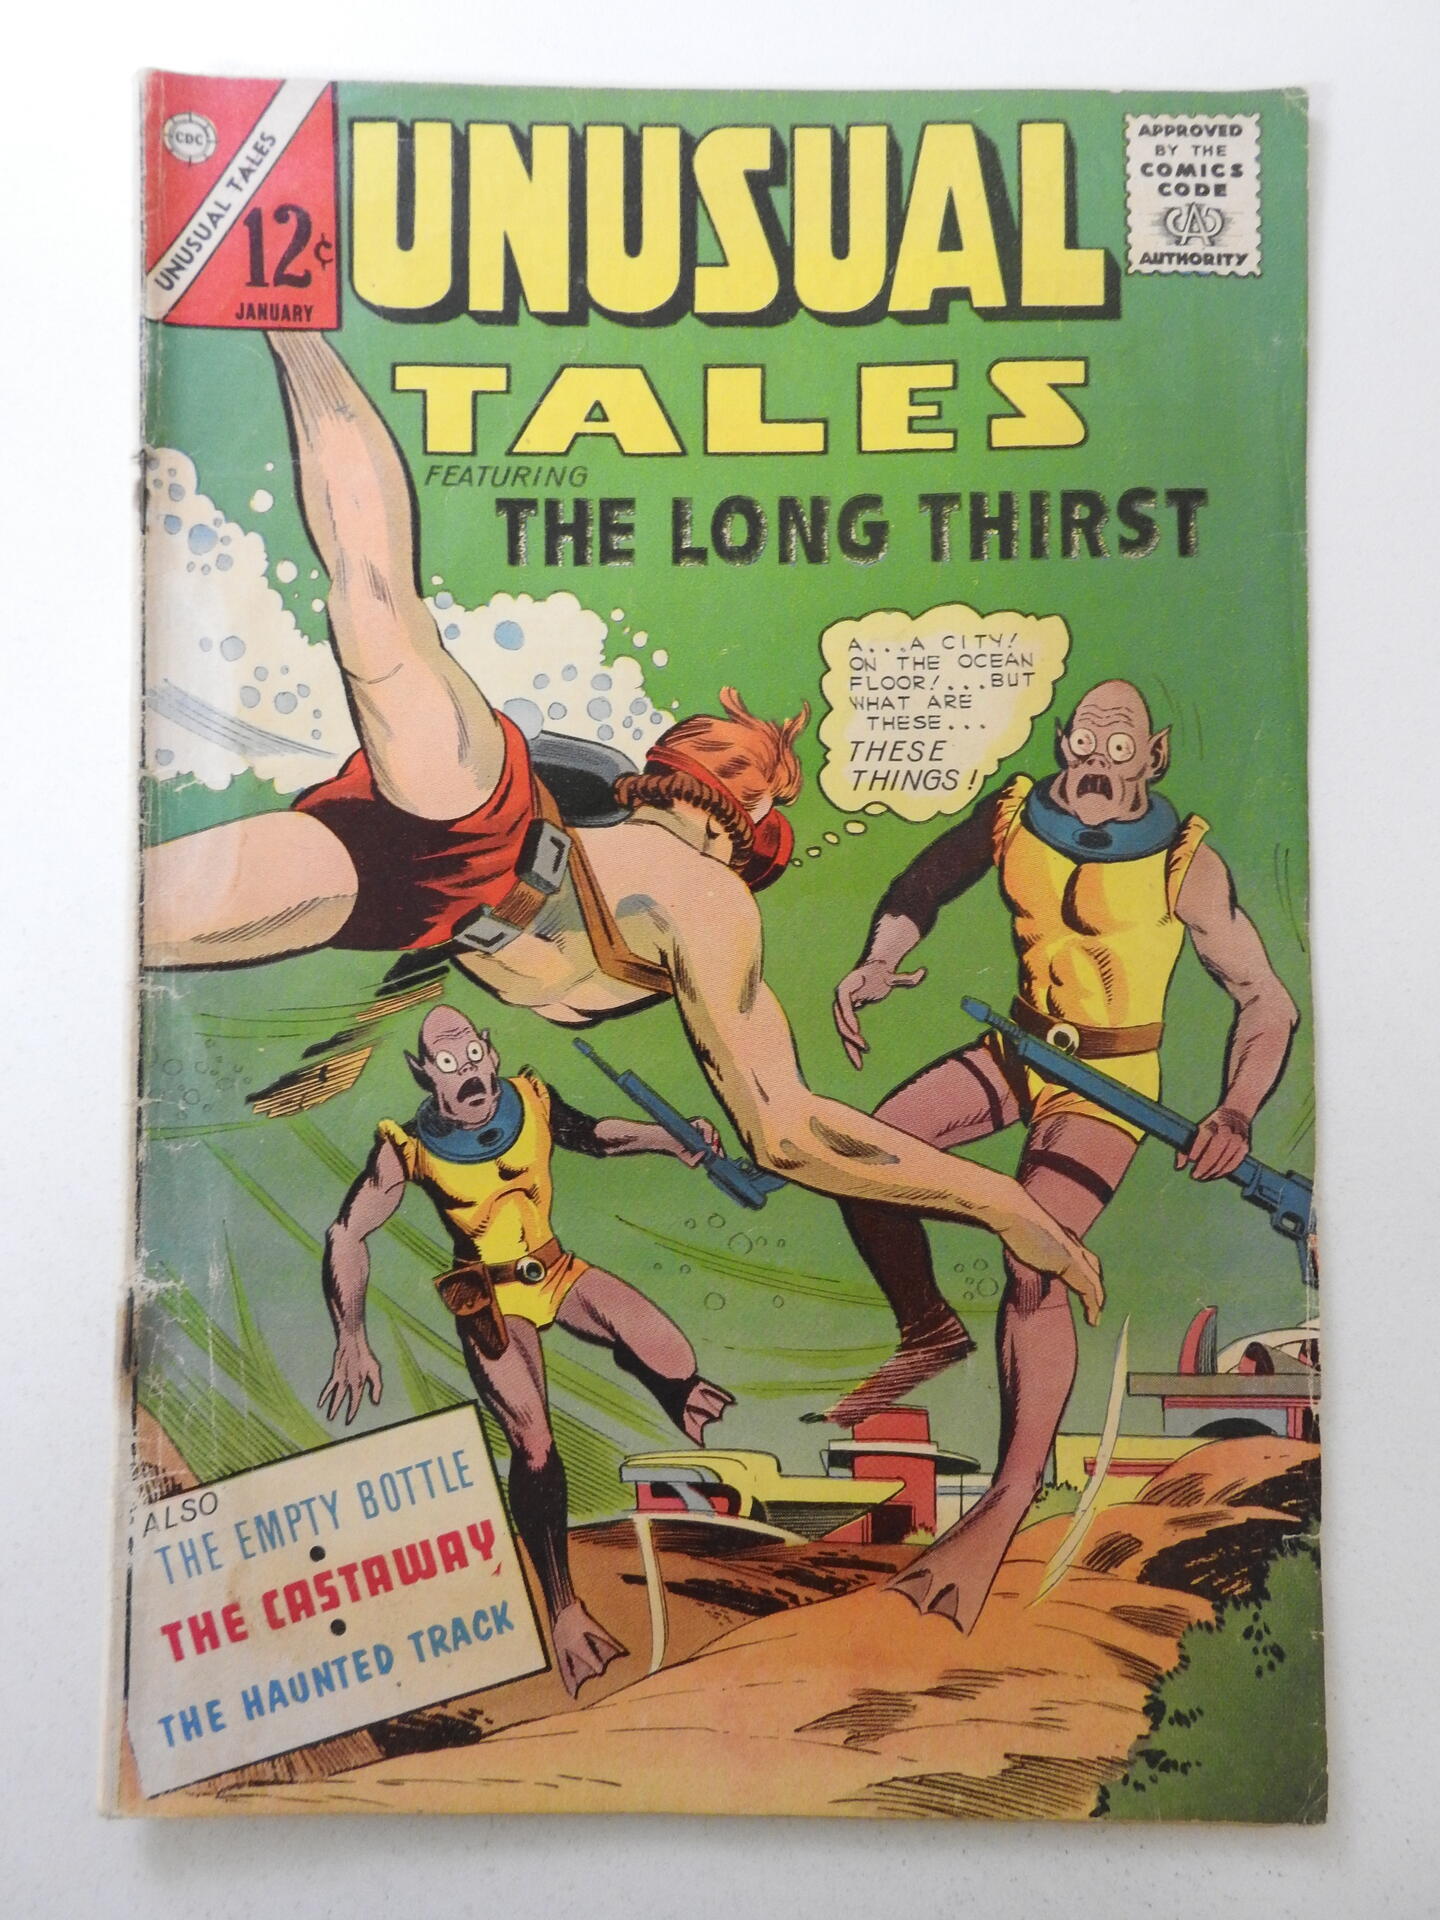 CDC
UNUSUAL TALES
12¢
JANUARY
UNUSUAL
TALES
APPROVED
BY THE
COMICS
CODE
AUTHORITY
FEATURING
THE LONG THIRST
A...A CITY!
ON THE OCEAN
FLOOR!...BUT
WHAT ARE
THESE...
THESE
THINGS!
ALSO
THE EMPTY BOTTLE
THE CASTAWAY
THE HAUNTED TRACK